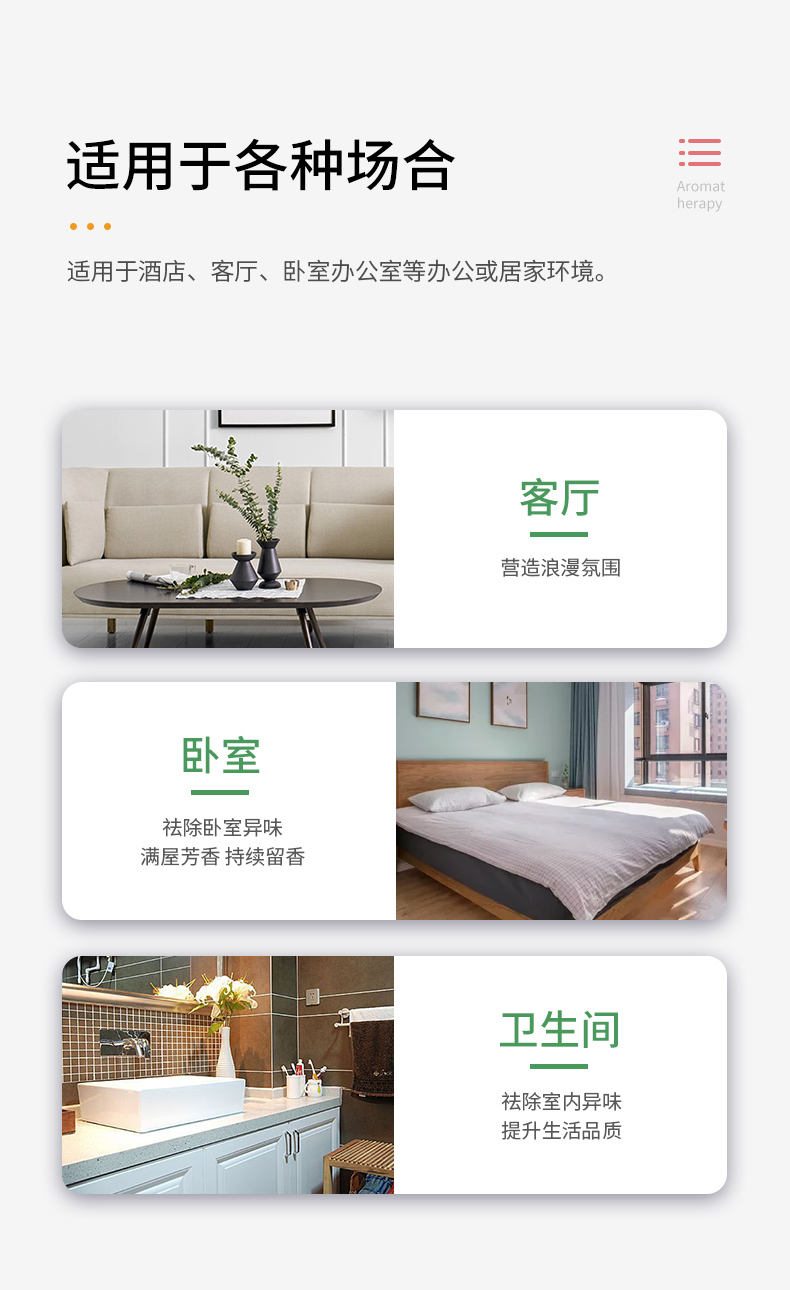 适用于各种场合
Aromat
herapy
适用于酒店、客厅、卧室办公室等办公或居家环境。
客厅
营造浪漫氛围
卧室
祛除卧室异味
满屋芳香 持续留香
卫生间
祛除室内异味
提升生活品质